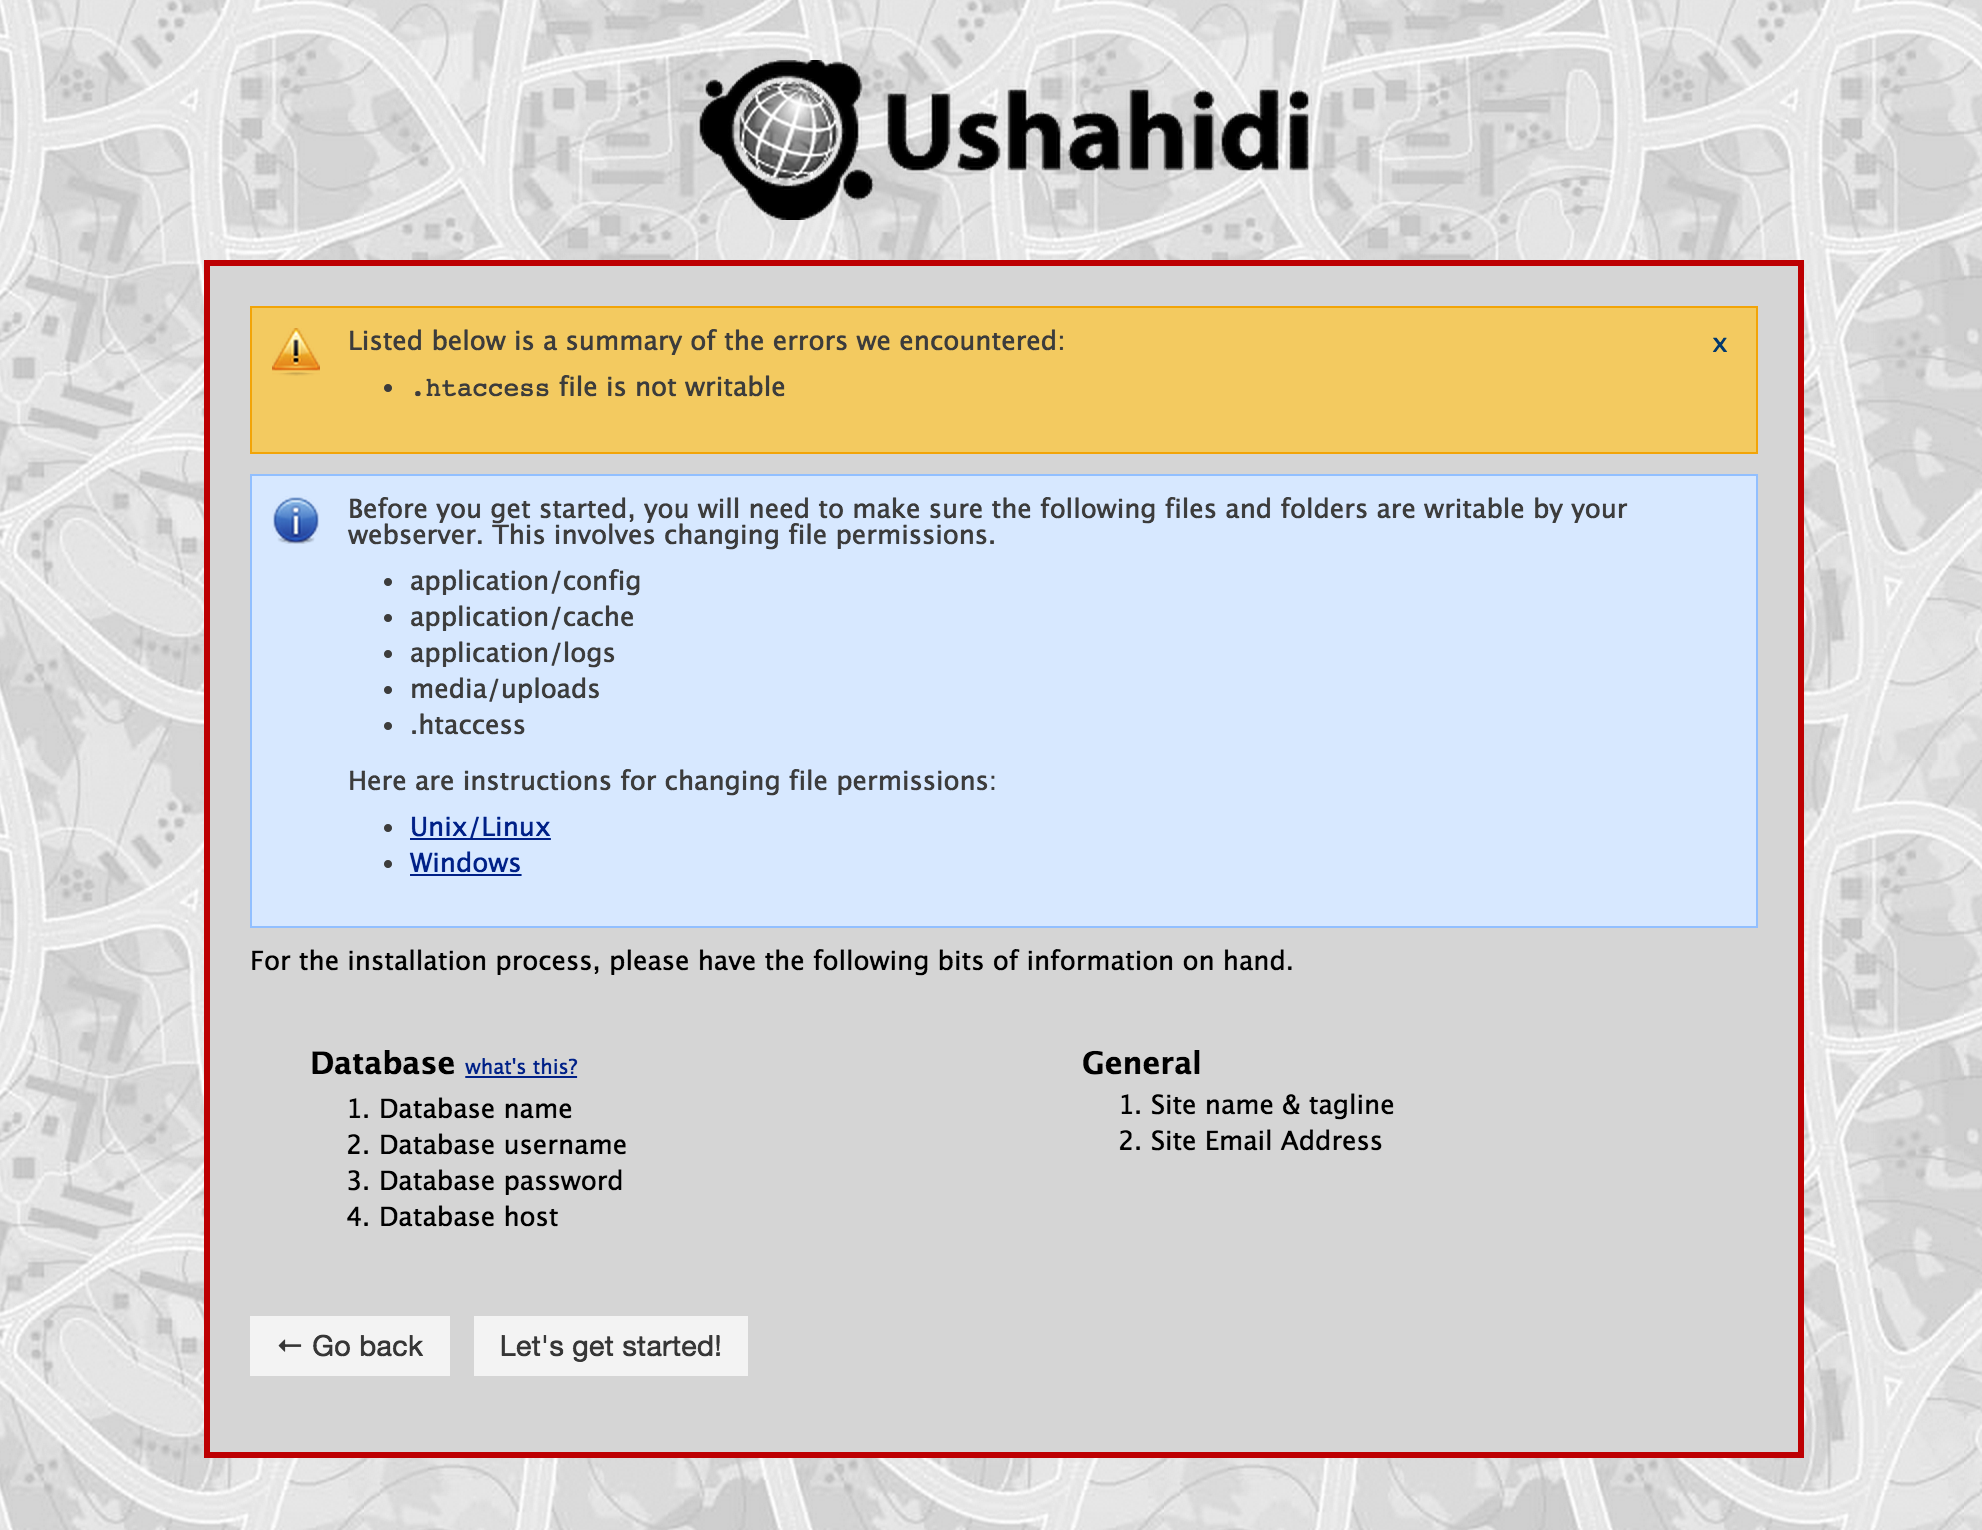 Ushahidi
Listed below is a summary of the errors we encountered:
x
• .htaccess file is not writable
Before you get started, you will need to make sure the following files and folders are writable by your
webserver. This involves changing file permissions.
• application/config
• application/cache
• application/logs
• media/uploads
• .htaccess
Here are instructions for changing file permissions:
• Unix/Linux
• Windows
For the installation process, please have the following bits of information on hand.
Database what's this?
1. Database name
2. Database username
3. Database password
4. Database host
General
1. Site name & tagline
2. Site Email Address
← Go back
Let's get started!